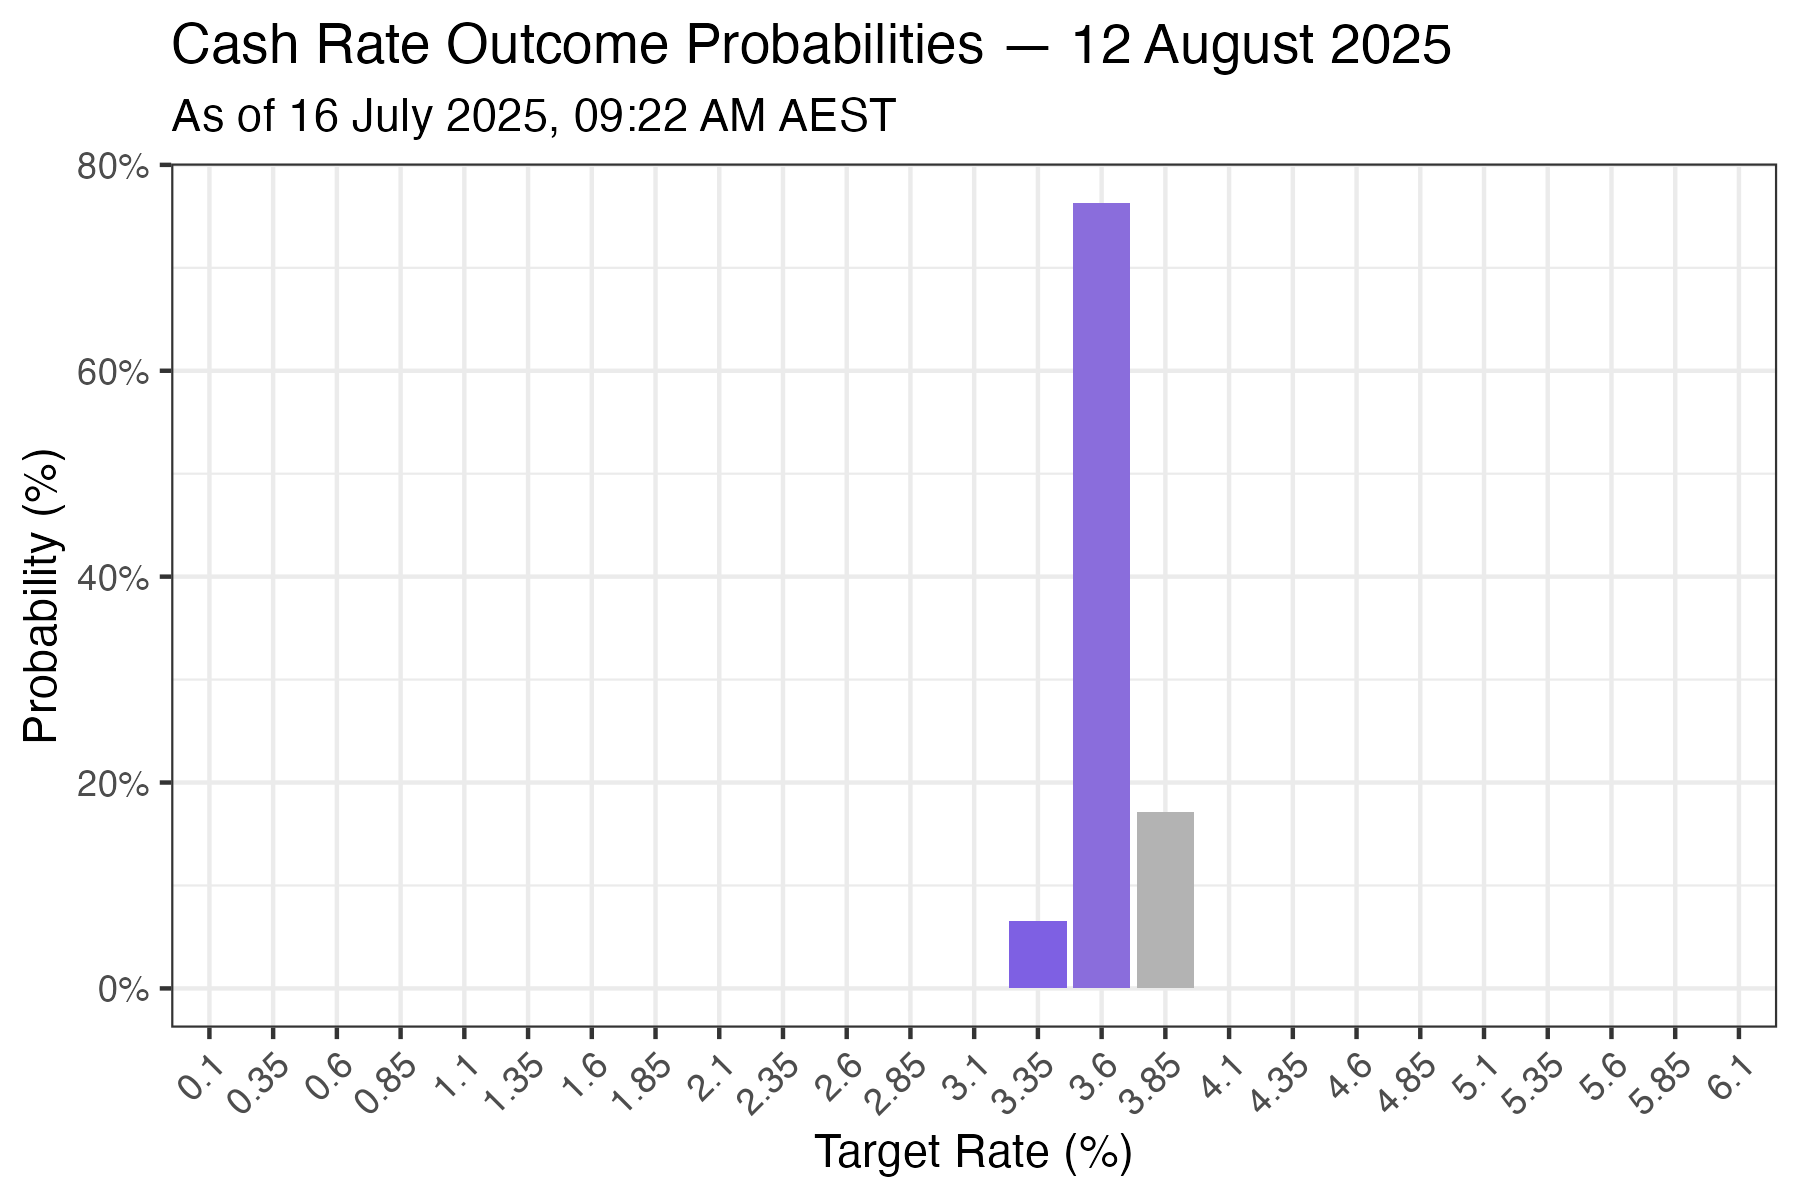 Cash Rate Outcome Probabilities — 12 August 2025
As of 16 July 2025, 09:22 AM AEST
80%
60%
40%
20%
0%
Probability (%)
0.1 0.35 0.6 0.85 1.1 1.35 1.6 1.85 2.1 2.35 2.6 2.85 3.1 3.35 3.6 3.85 4.1 4.35 4.6 4.85 5.1 5.35 5.6 5.85 6.1
Target Rate (%)